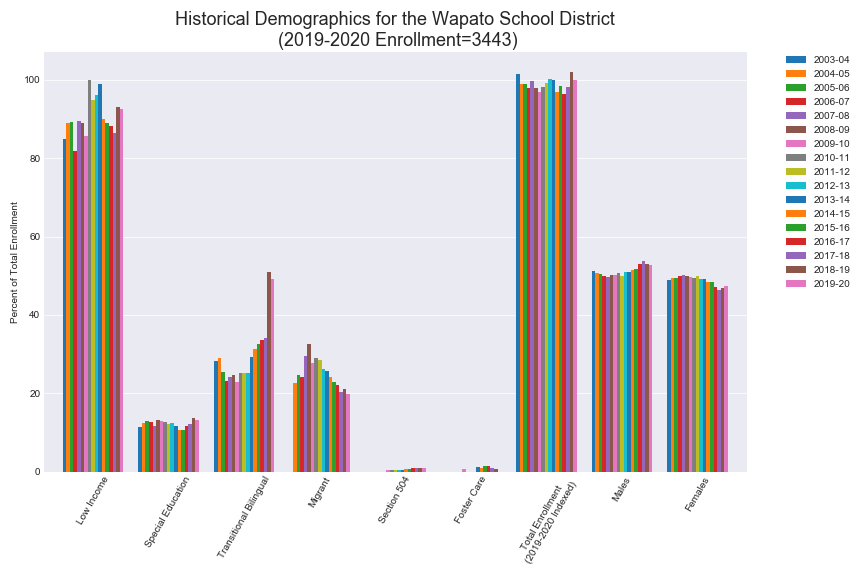 Historical Demographics for the Wapato School District
(2019-2020 Enrollment=3443)
Percent of Total Enrollment
100
80
60
40
20
0
Low Income
Special Education
Transitional Bilingual
Migrant
Section 504
Foster Care
Total Enrollment
(2019-2020 Indexed)
Males
Females
2003-04
2004-05
2005-06
2006-07
2007-08
2008-09
2009-10
2010-11
2011-12
2012-13
2013-14
2014-15
2015-16
2016-17
2017-18
2018-19
2019-20